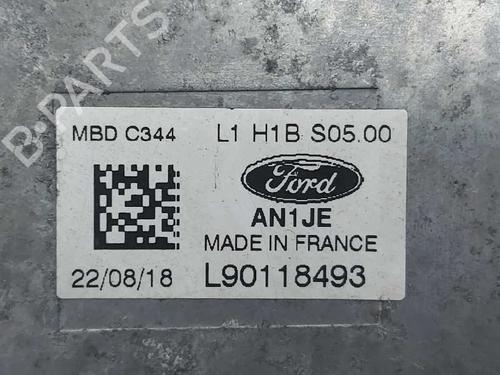 MBD C344 L1 H1B S05.00
Ford
AN1JE
MADE IN FRANCE
22/08/18 L90118493
B-Parts